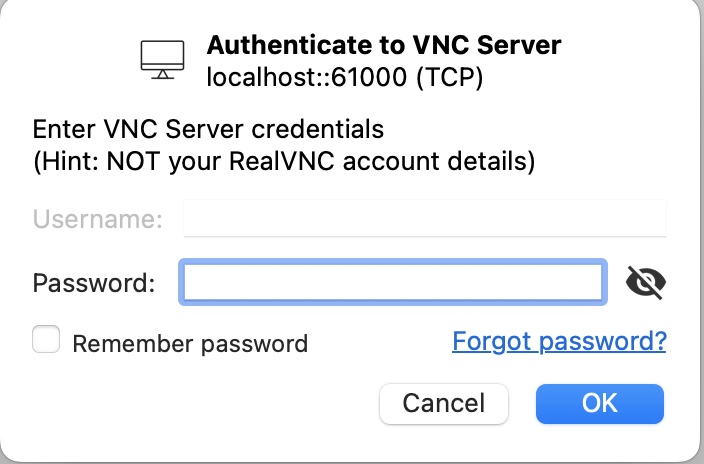 Authenticate to VNC Server
localhost::61000 (TCP)
Enter VNC Server credentials
(Hint: NOT your RealVNC account details)
Username:
Password:
Remember password
Forgot password?
Cancel
OK